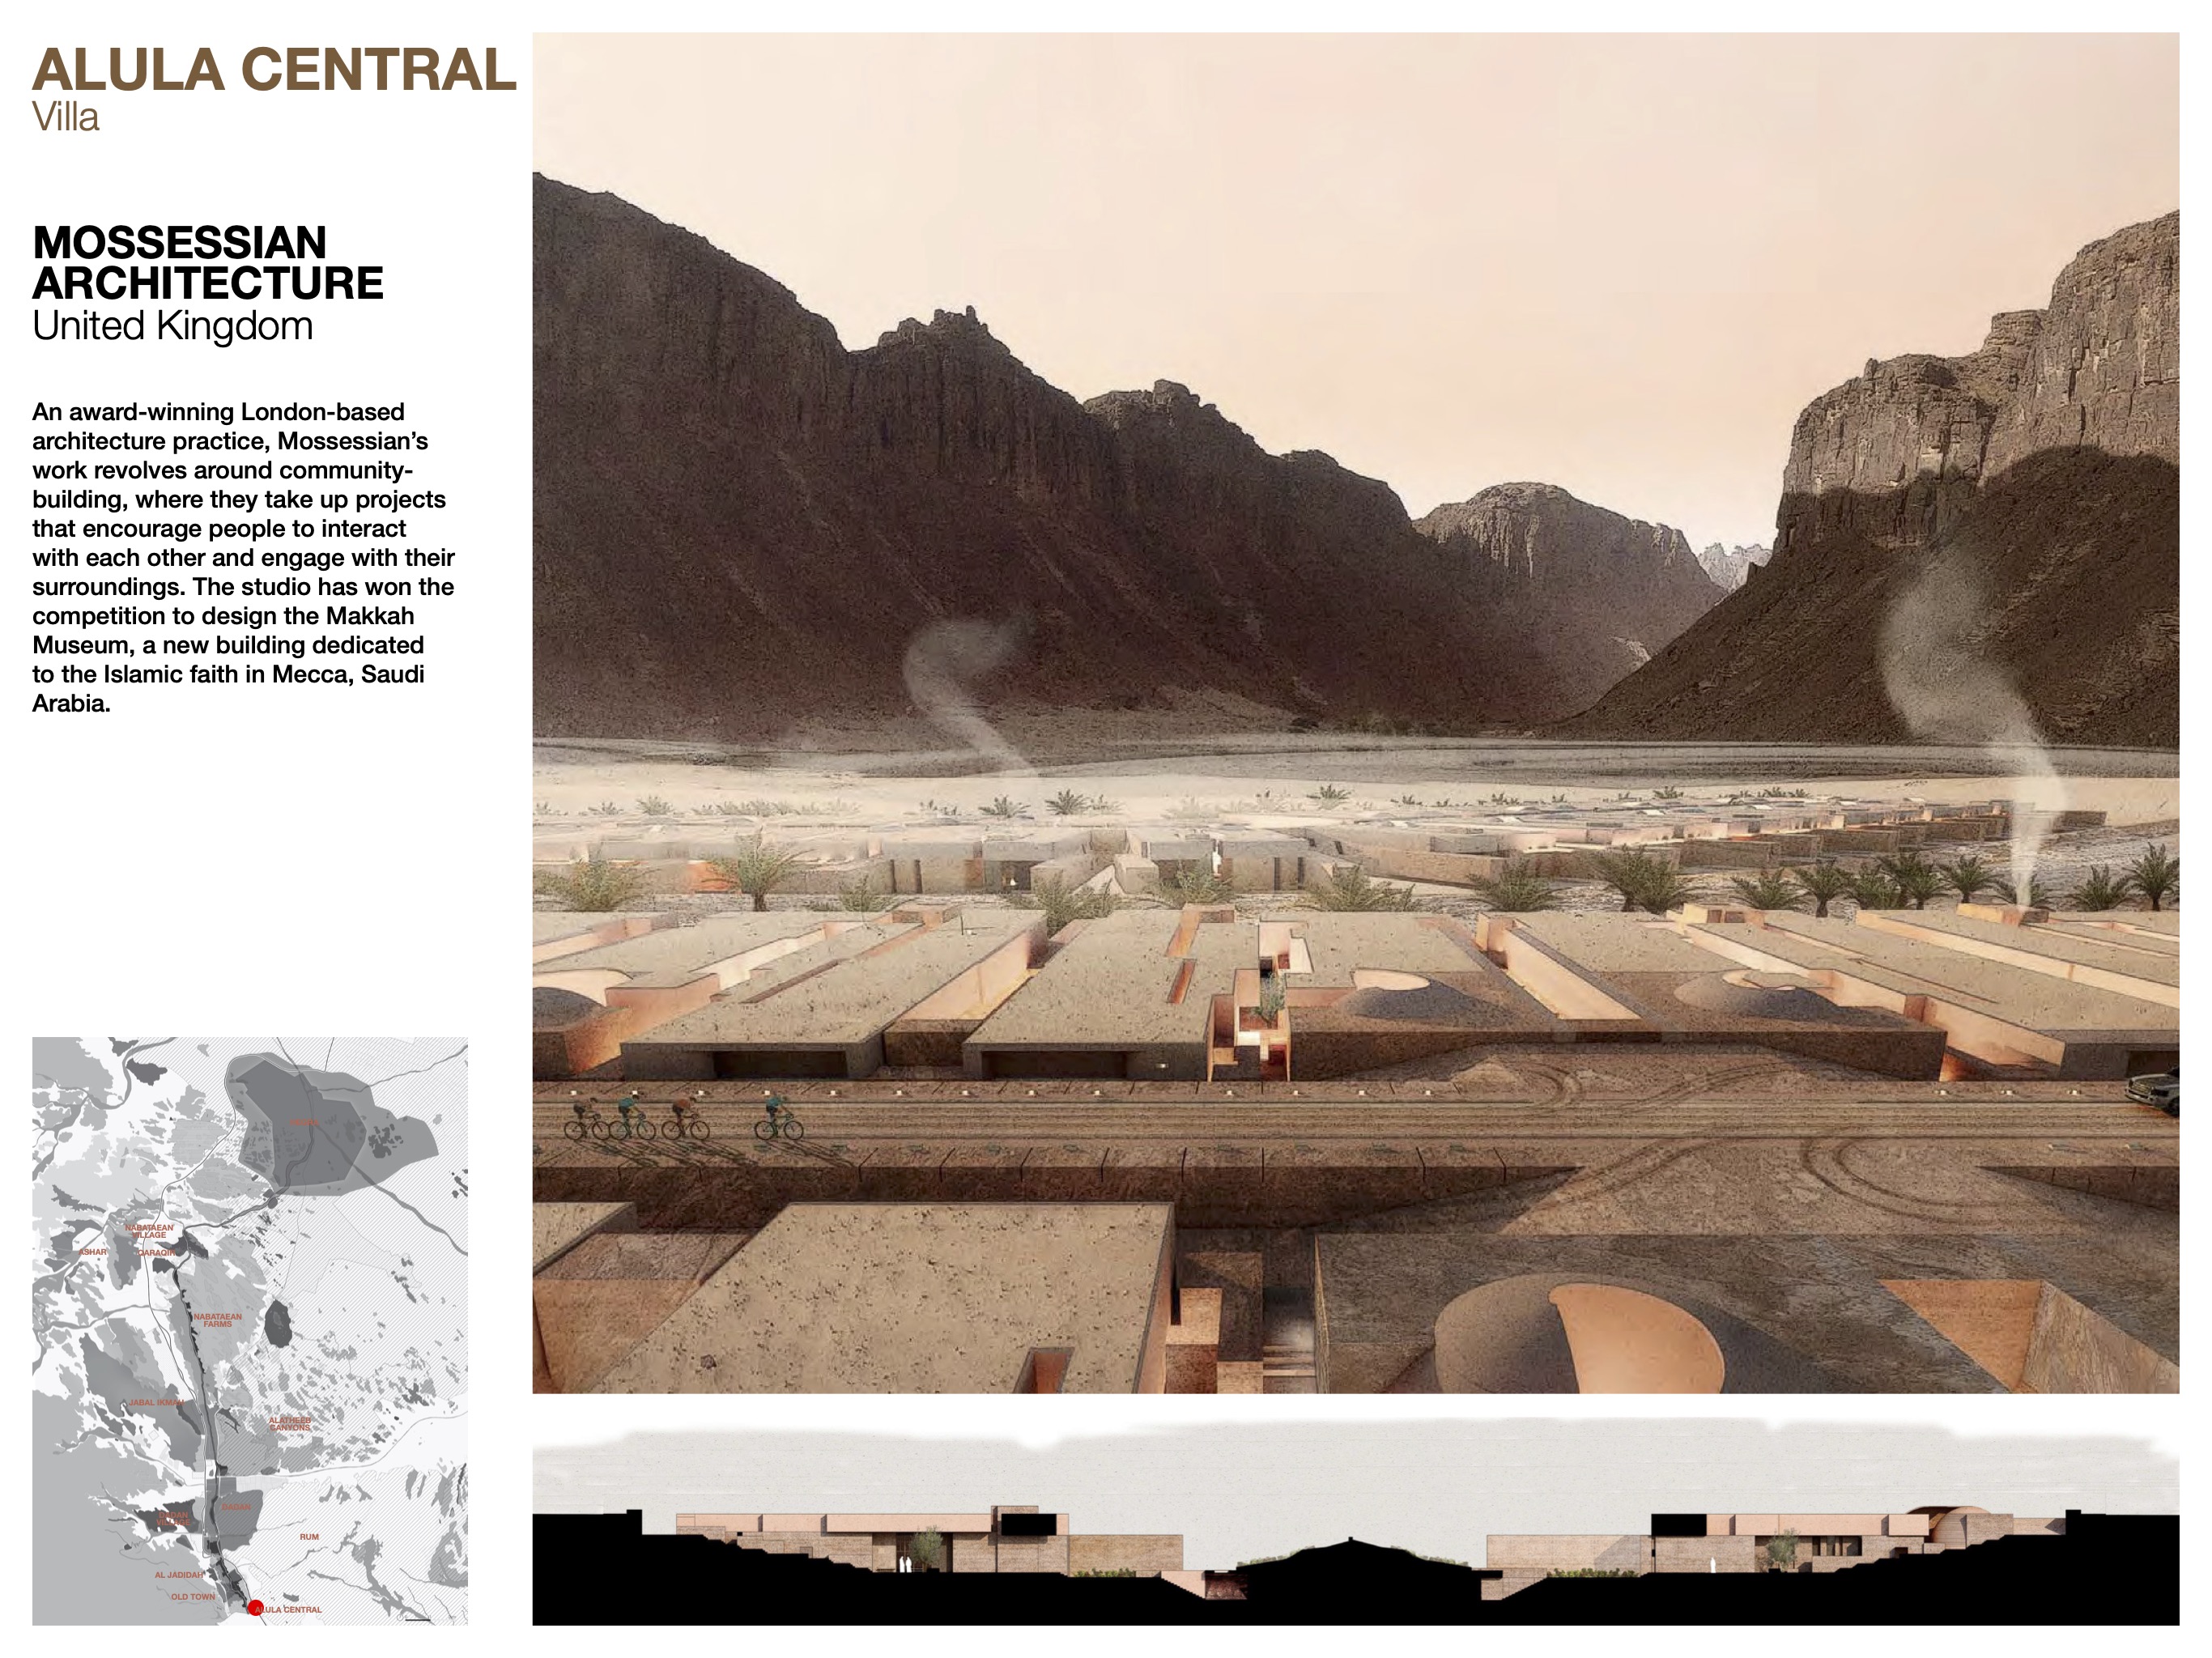 ALULA CENTRAL
Villa
MOSSESSIAN
ARCHITECTURE
United Kingdom
An award-winning London-based
architecture practice, Mossessian’s
work revolves around community-
building, where they take up projects
that encourage people to interact
with each other and engage with their
surroundings. The studio has won the
competition to design the Makkah
Museum, a new building dedicated
to the Islamic faith in Mecca, Saudi
Arabia.
NABATAEAN
VILLAGE
ASHAR
QARAQIR
NABATAEAN
FARMS
JABAL IKMAH
ALATHEEB
CANYONS
DADAN
DADAN
VILLAGE
RUM
AL JADIDAH
OLD TOWN
ALULA CENTRAL